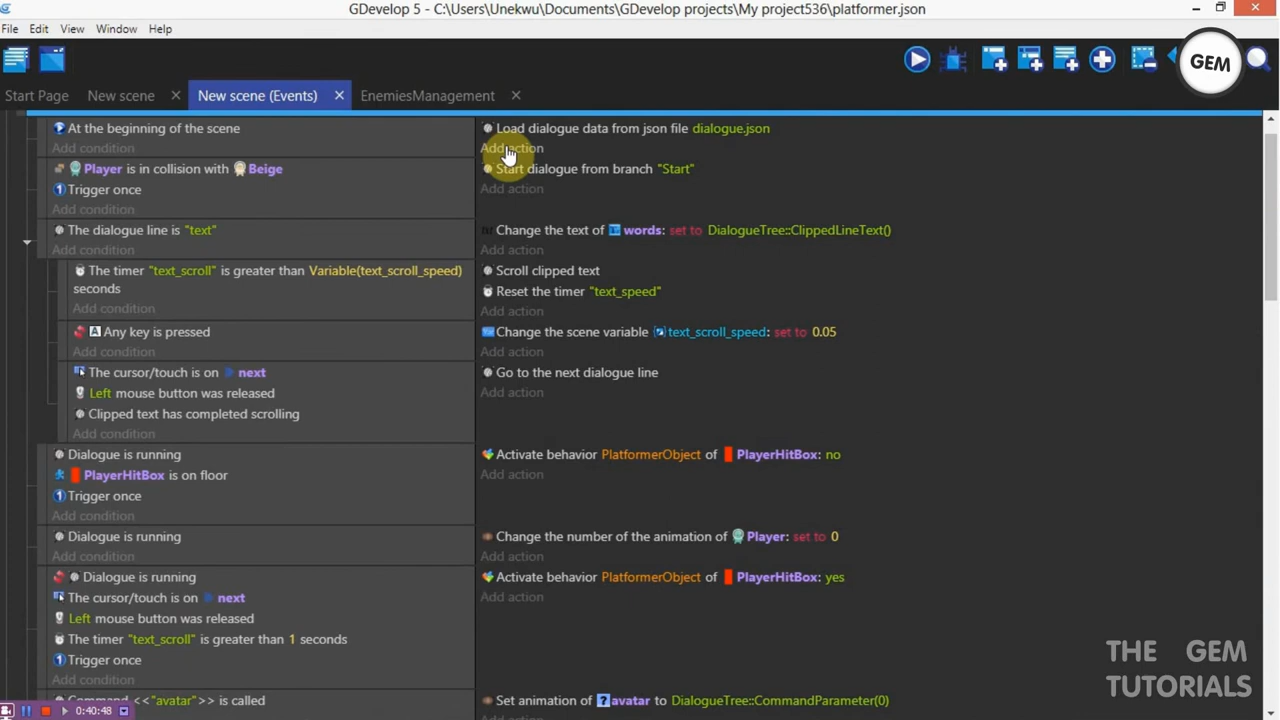 GDevelop 5 - C:\Users\Unekwu\Documents\GDevelop projects\My project536\platformer.json
File Edit View Window Help
GEM
Start Page New scene × New scene (Events) × EnemiesManagement ×
At the beginning of the scene
Load dialogue data from json file dialogue.json
Add condition
Add action
Player is in collision with Beige
Start dialogue from branch "Start"
Trigger once
Add action
Add condition
The dialogue line is "text"
Change the text of words: set to DialogueTree::ClippedLineText()
Add condition
Add action
The timer "text_scroll" is greater than Variable(text_scroll_speed)
Scroll clipped text
seconds
Reset the timer "text_speed"
Add condition
Add action
Any key is pressed
Change the scene variable text_scroll_speed: set to 0.05
Add condition
Add action
The cursor/touch is on next
Go to the next dialogue line
Left mouse button was released
Add action
Clipped text has completed scrolling
Add condition
Dialogue is running
Activate behavior PlatformerObject of PlayerHitBox: no
PlayerHitBox is on floor
Add action
Trigger once
Add condition
Dialogue is running
Change the number of the animation of Player: set to 0
Add condition
Add action
Dialogue is running
Activate behavior PlatformerObject of PlayerHitBox: yes
The cursor/touch is on next
Add action
Left mouse button was released
The timer "text_scroll" is greater than 1 seconds
Trigger once
Add condition
Command <<"avatar">> is called
Set animation of avatar to DialogueTree::CommandParameter(0)
THE GEM
TUTORIALS
0:40:48